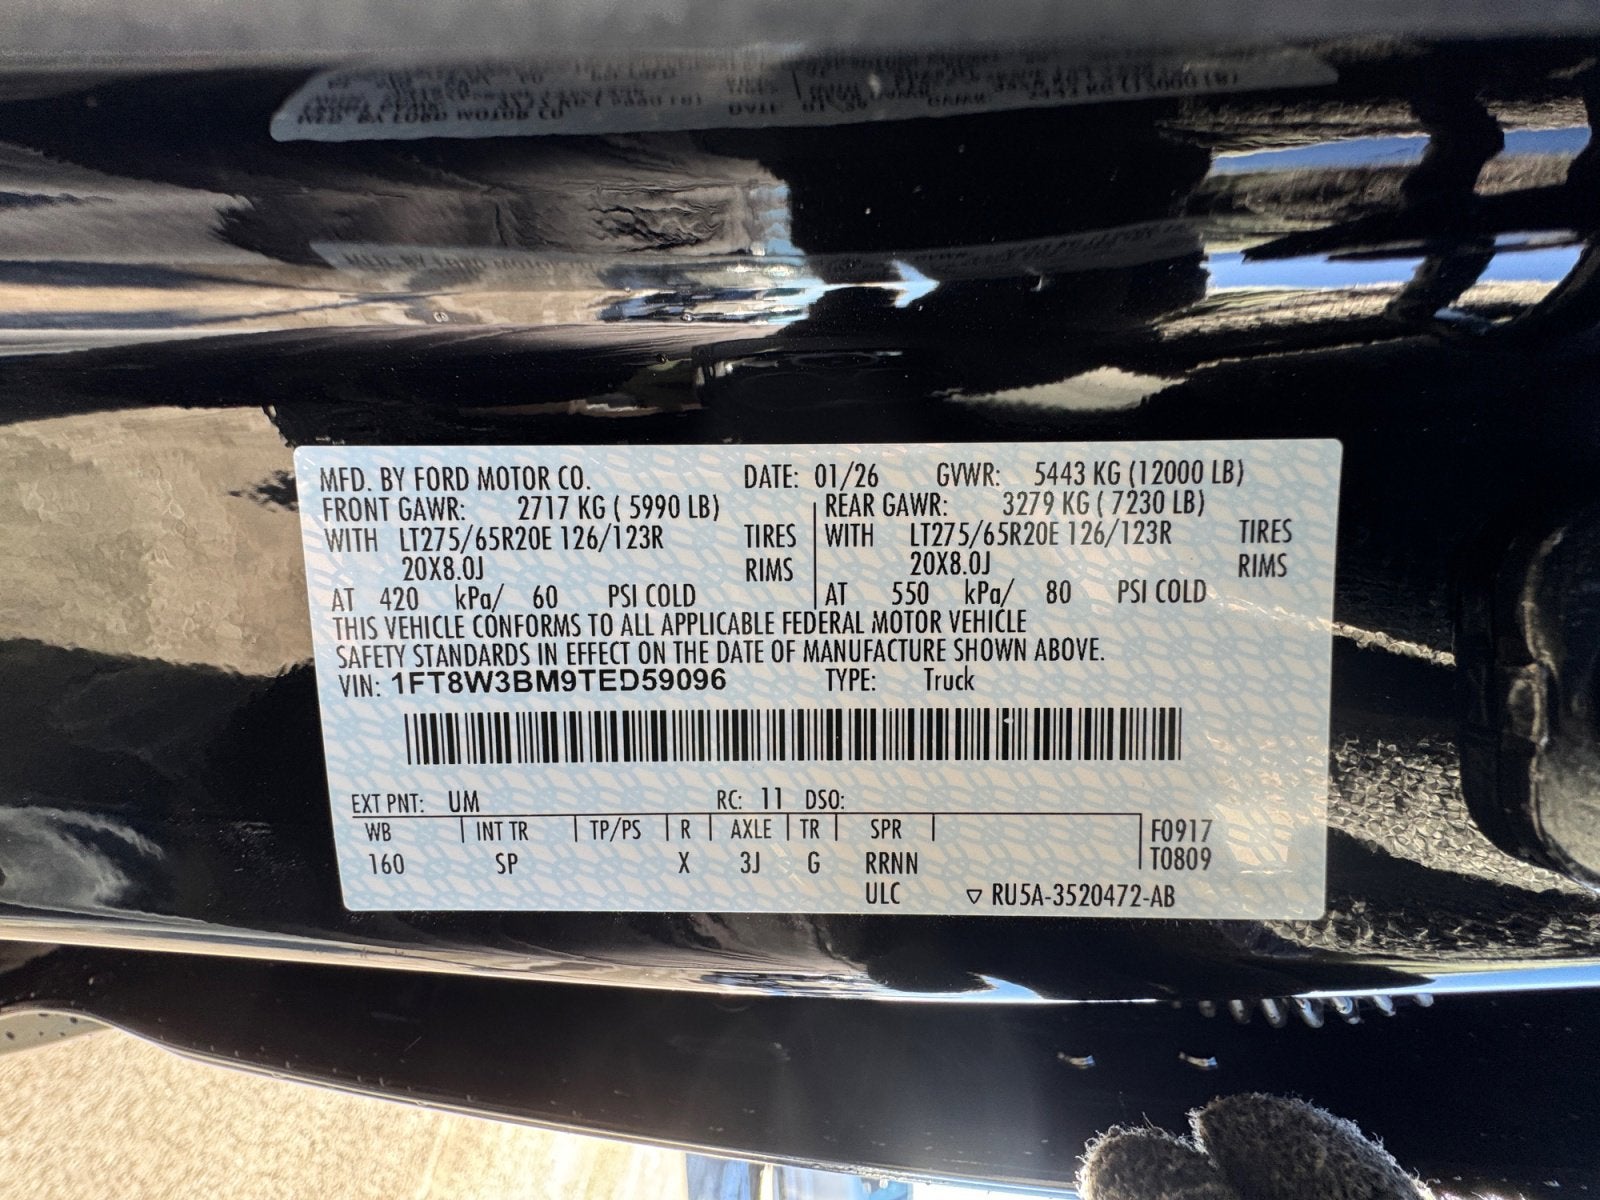 MFD. BY FORD MOTOR CO. DATE: 01/26 GVWR: 5443 KG (12000 LB)
FRONT GAWR: 2717 KG ( 5990 LB) REAR GAWR: 3279 KG ( 7230 LB)
WITH LT275/65R20E 126/123R TIRES WITH LT275/65R20E 126/123R TIRES
20X8.0J RIMS 20X8.0J RIMS
AT 420 kPa/ 60 PSI COLD AT 550 kPa/ 80 PSI COLD
THIS VEHICLE CONFORMS TO ALL APPLICABLE FEDERAL MOTOR VEHICLE
SAFETY STANDARDS IN EFFECT ON THE DATE OF MANUFACTURE SHOWN ABOVE.
VIN: 1FT8W3BM9TED59096 TYPE: Truck
EXT PNT: UM RC: 11 DSO:
WB INT TR TP/PS R AXLE TR SPR F0917
160 SP X 3J G RRNN T0809
ULC ▽ RU5A-3520472-AB